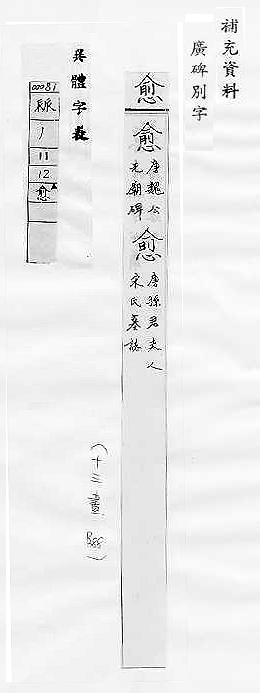 補充資料
廣碑別字
愈
愈 唐魏公先廟碑
愈 唐孫君夫人宋氏墓誌
(十三畫 888)
異體字表
00081
1
11
12
愈